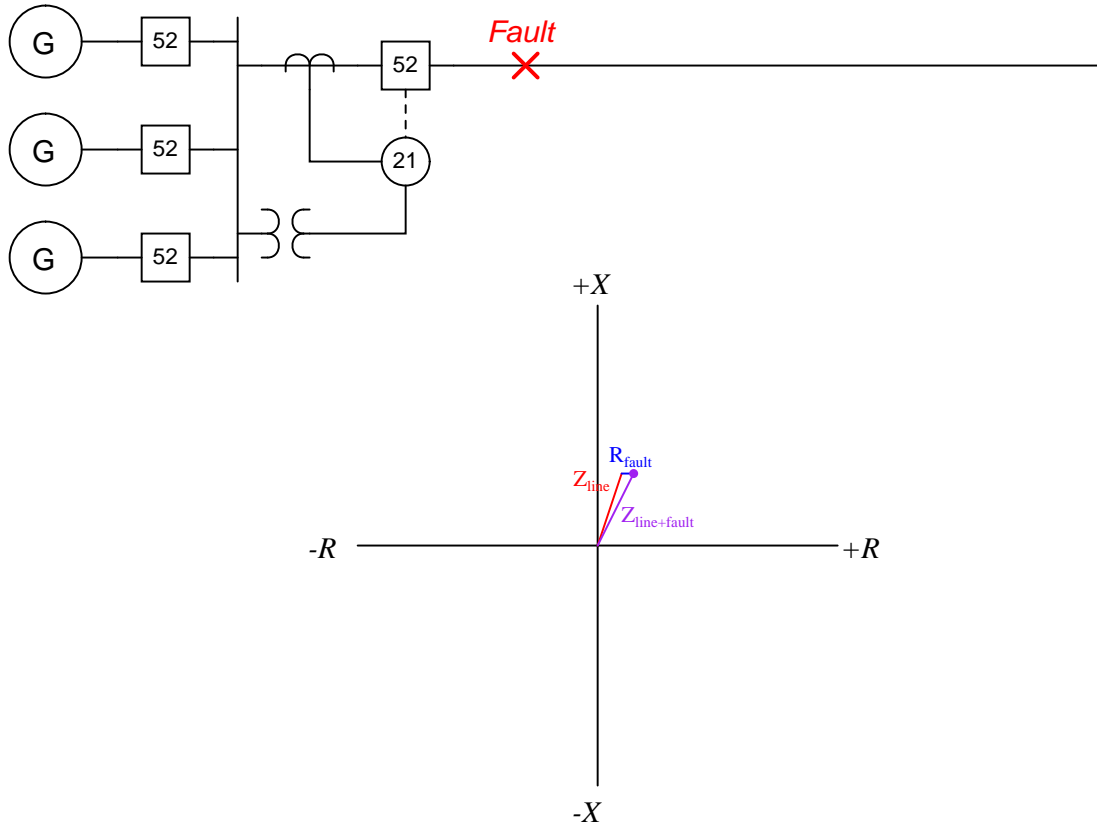 Fault
G
52
52
G
52
21
G
52
+X
R_fault
Z_line
Z_line+fault
-R
+R
-X